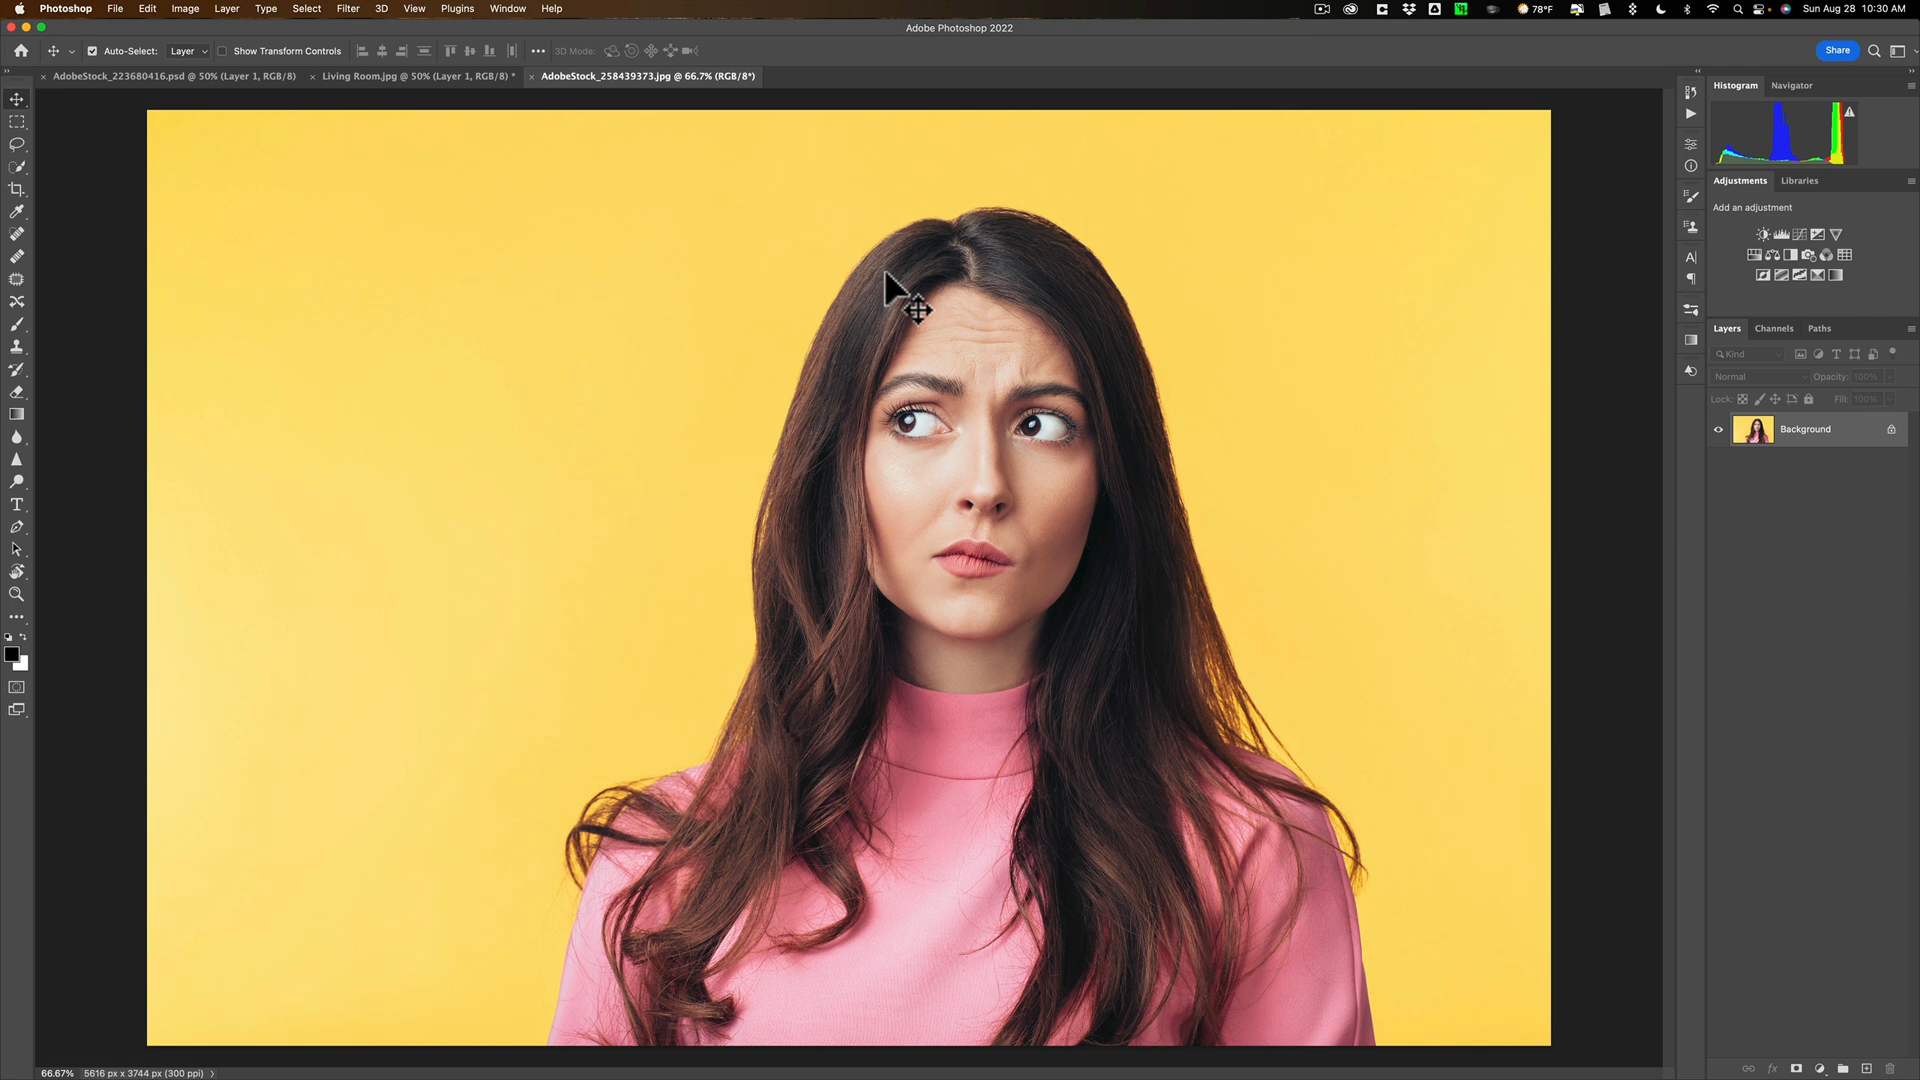 Photoshop File Edit Image Layer Type Select Filter 3D View Plugins Window Help 78°F Sun Aug 28 10:30 AM
Adobe Photoshop 2022
Auto-Select: Layer Show Transform Controls 3D Mode: Share
AdobeStock_223680416.psd @ 50% (Layer 1, RGB/8) Living Room.jpg @ 50% (Layer 1, RGB/8) * AdobeStock_258439373.jpg @ 66.7% (RGB/8*)
Histogram Navigator
Adjustments Libraries
Add an adjustment
Layers Channels Paths
Kind
Normal Opacity: 100%
Lock: Fill: 100%
Background
66.67% 5616 px x 3744 px (300 ppi)